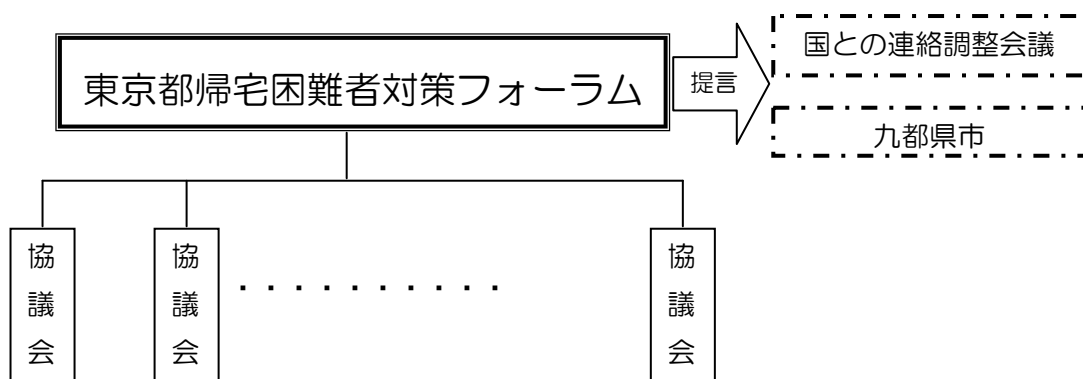 国との連絡調整会議
東京都帰宅困難者対策フォーラム
提言
九都県市
協議会
協議会
・・・・・・・・・・
協議会